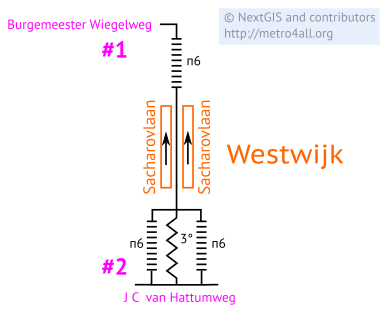 © NextGIS and contributors
http://metro4all.org
Burgemeester Wiegelweg
#1
п6
Sacharovlaan
Sacharovlaan
Westwijk
п6
3°
п6
#2
J C van Hattumweg